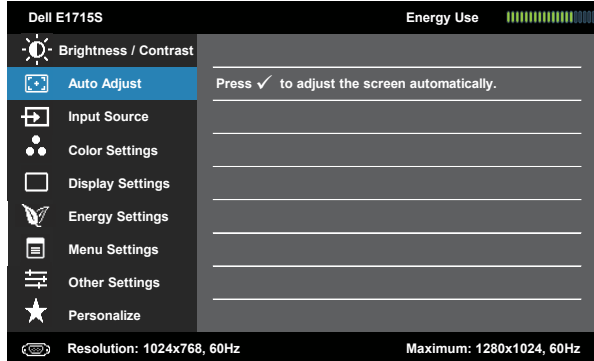 Dell E1715S Energy Use
Brightness / Contrast
Auto Adjust Press ✓ to adjust the screen automatically.
Input Source
Color Settings
Display Settings
Energy Settings
Menu Settings
Other Settings
Personalize
Resolution: 1024x768, 60Hz Maximum: 1280x1024, 60Hz